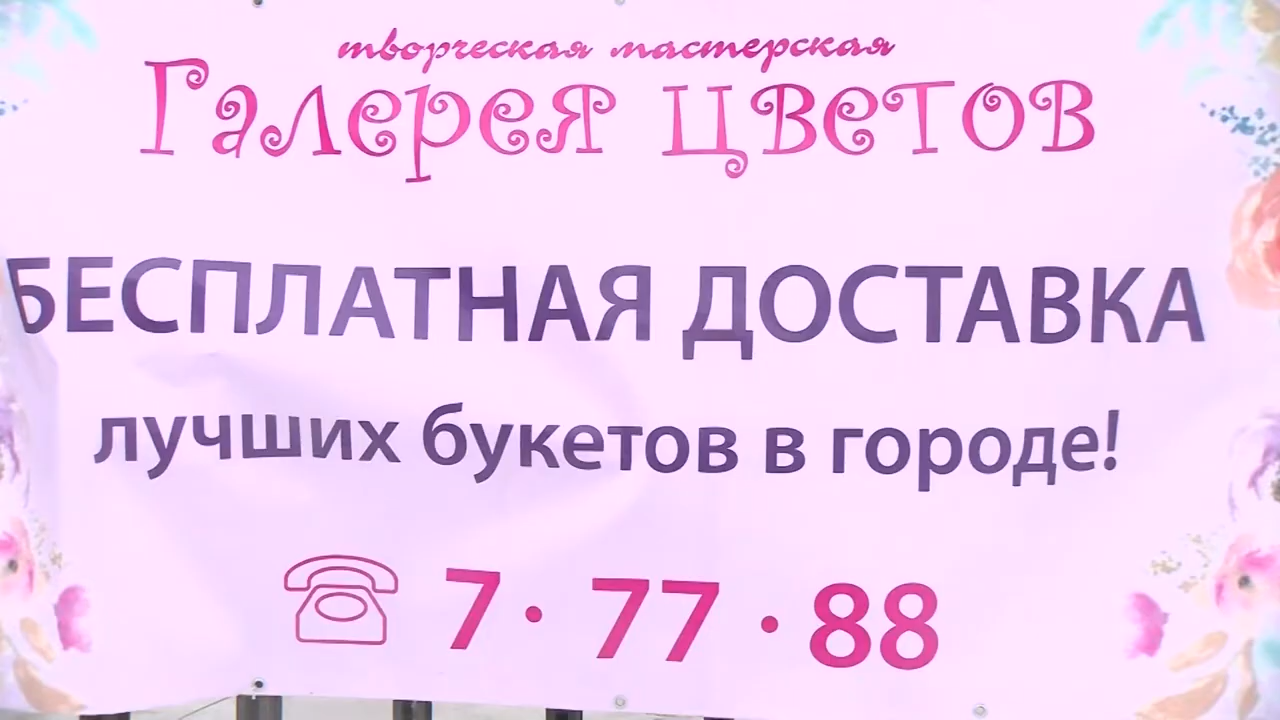 творческая мастерская
Галерея цветов
БЕСПЛАТНАЯ ДОСТАВКА
лучших букетов в городе!
7 · 77 · 88